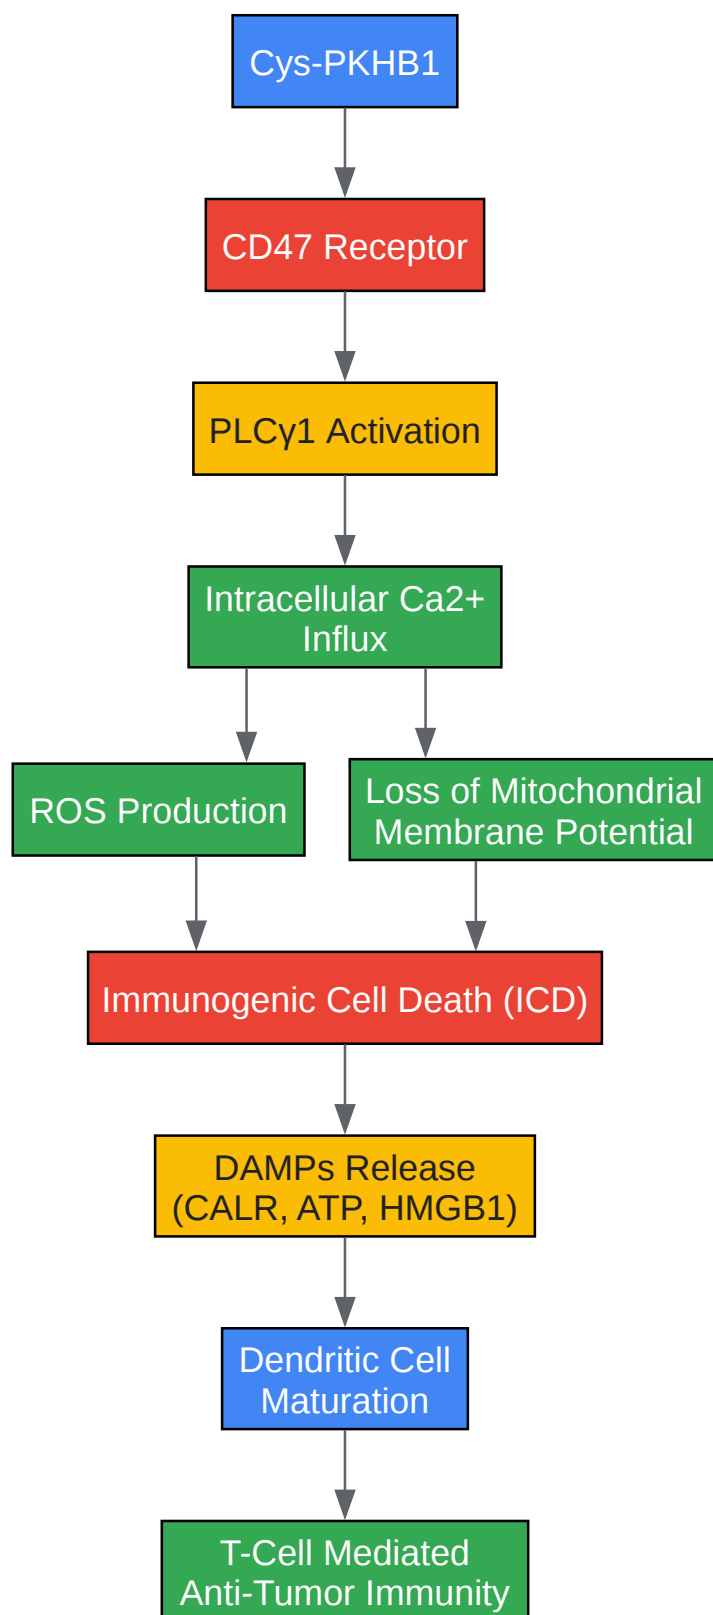 Cys-PKHB1
CD47 Receptor
PLCγ1 Activation
Intracellular Ca2+
Influx
ROS Production
Loss of Mitochondrial
Membrane Potential
Immunogenic Cell Death (ICD)
DAMPs Release
(CALR, ATP, HMGB1)
Dendritic Cell
Maturation
T-Cell Mediated
Anti-Tumor Immunity